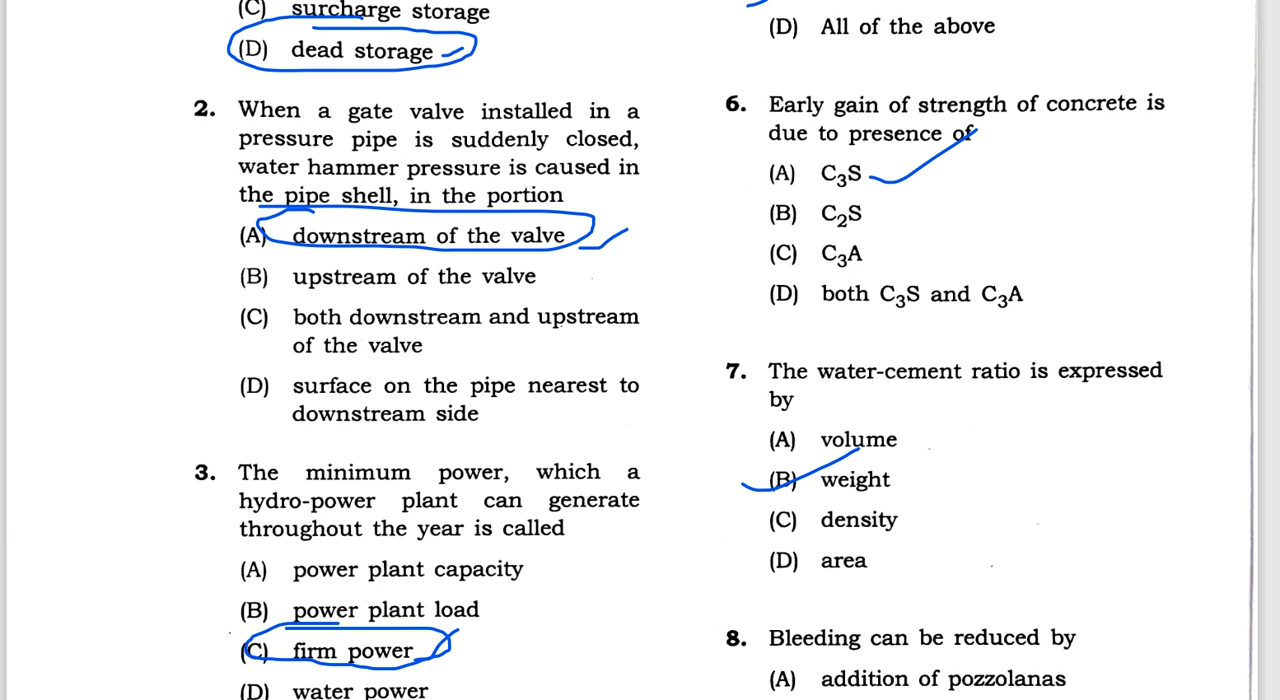 (C) surcharge storage
(D) dead storage
2. When a gate valve installed in a
pressure pipe is suddenly closed,
water hammer pressure is caused in
the pipe shell, in the portion
(A) downstream of the valve
(B) upstream of the valve
(C) both downstream and upstream
of the valve
(D) surface on the pipe nearest to
downstream side
3. The minimum power, which a
hydro-power plant can generate
throughout the year is called
(A) power plant capacity
(B) power plant load
(C) firm power
(D) water power
(D) All of the above
6. Early gain of strength of concrete is
due to presence of
(A) C₃S
(B) C₂S
(C) C₃A
(D) both C₃S and C₃A
7. The water-cement ratio is expressed
by
(A) volume
(B) weight
(C) density
(D) area
8. Bleeding can be reduced by
(A) addition of pozzolanas